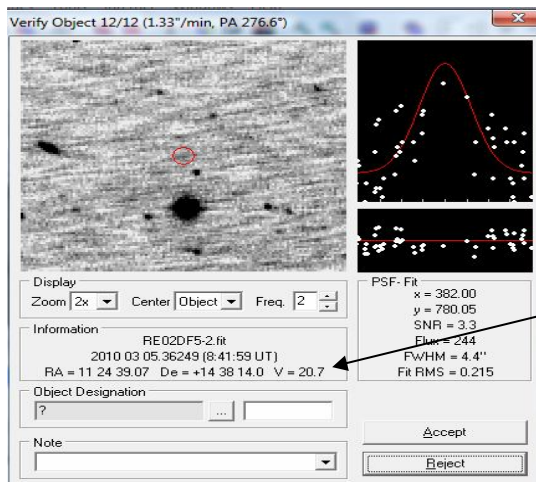 Verify Object 12/12 (1.33"/min, PA 276.6°)
Display
Zoom 2x Center Object Freq. 2
Information
RE02DF5-2.fit
2010 03 05.36249 (8:41:59 UT)
RA = 11 24 39.07 De = +14 38 14.0 V = 20.7
Object Designation
? ...
Note
PSF- Fit
x = 382.00
y = 780.05
SNR = 3.3
Flux = 244
FWHM = 4.4"
Fit RMS = 0.215
Accept
Reject